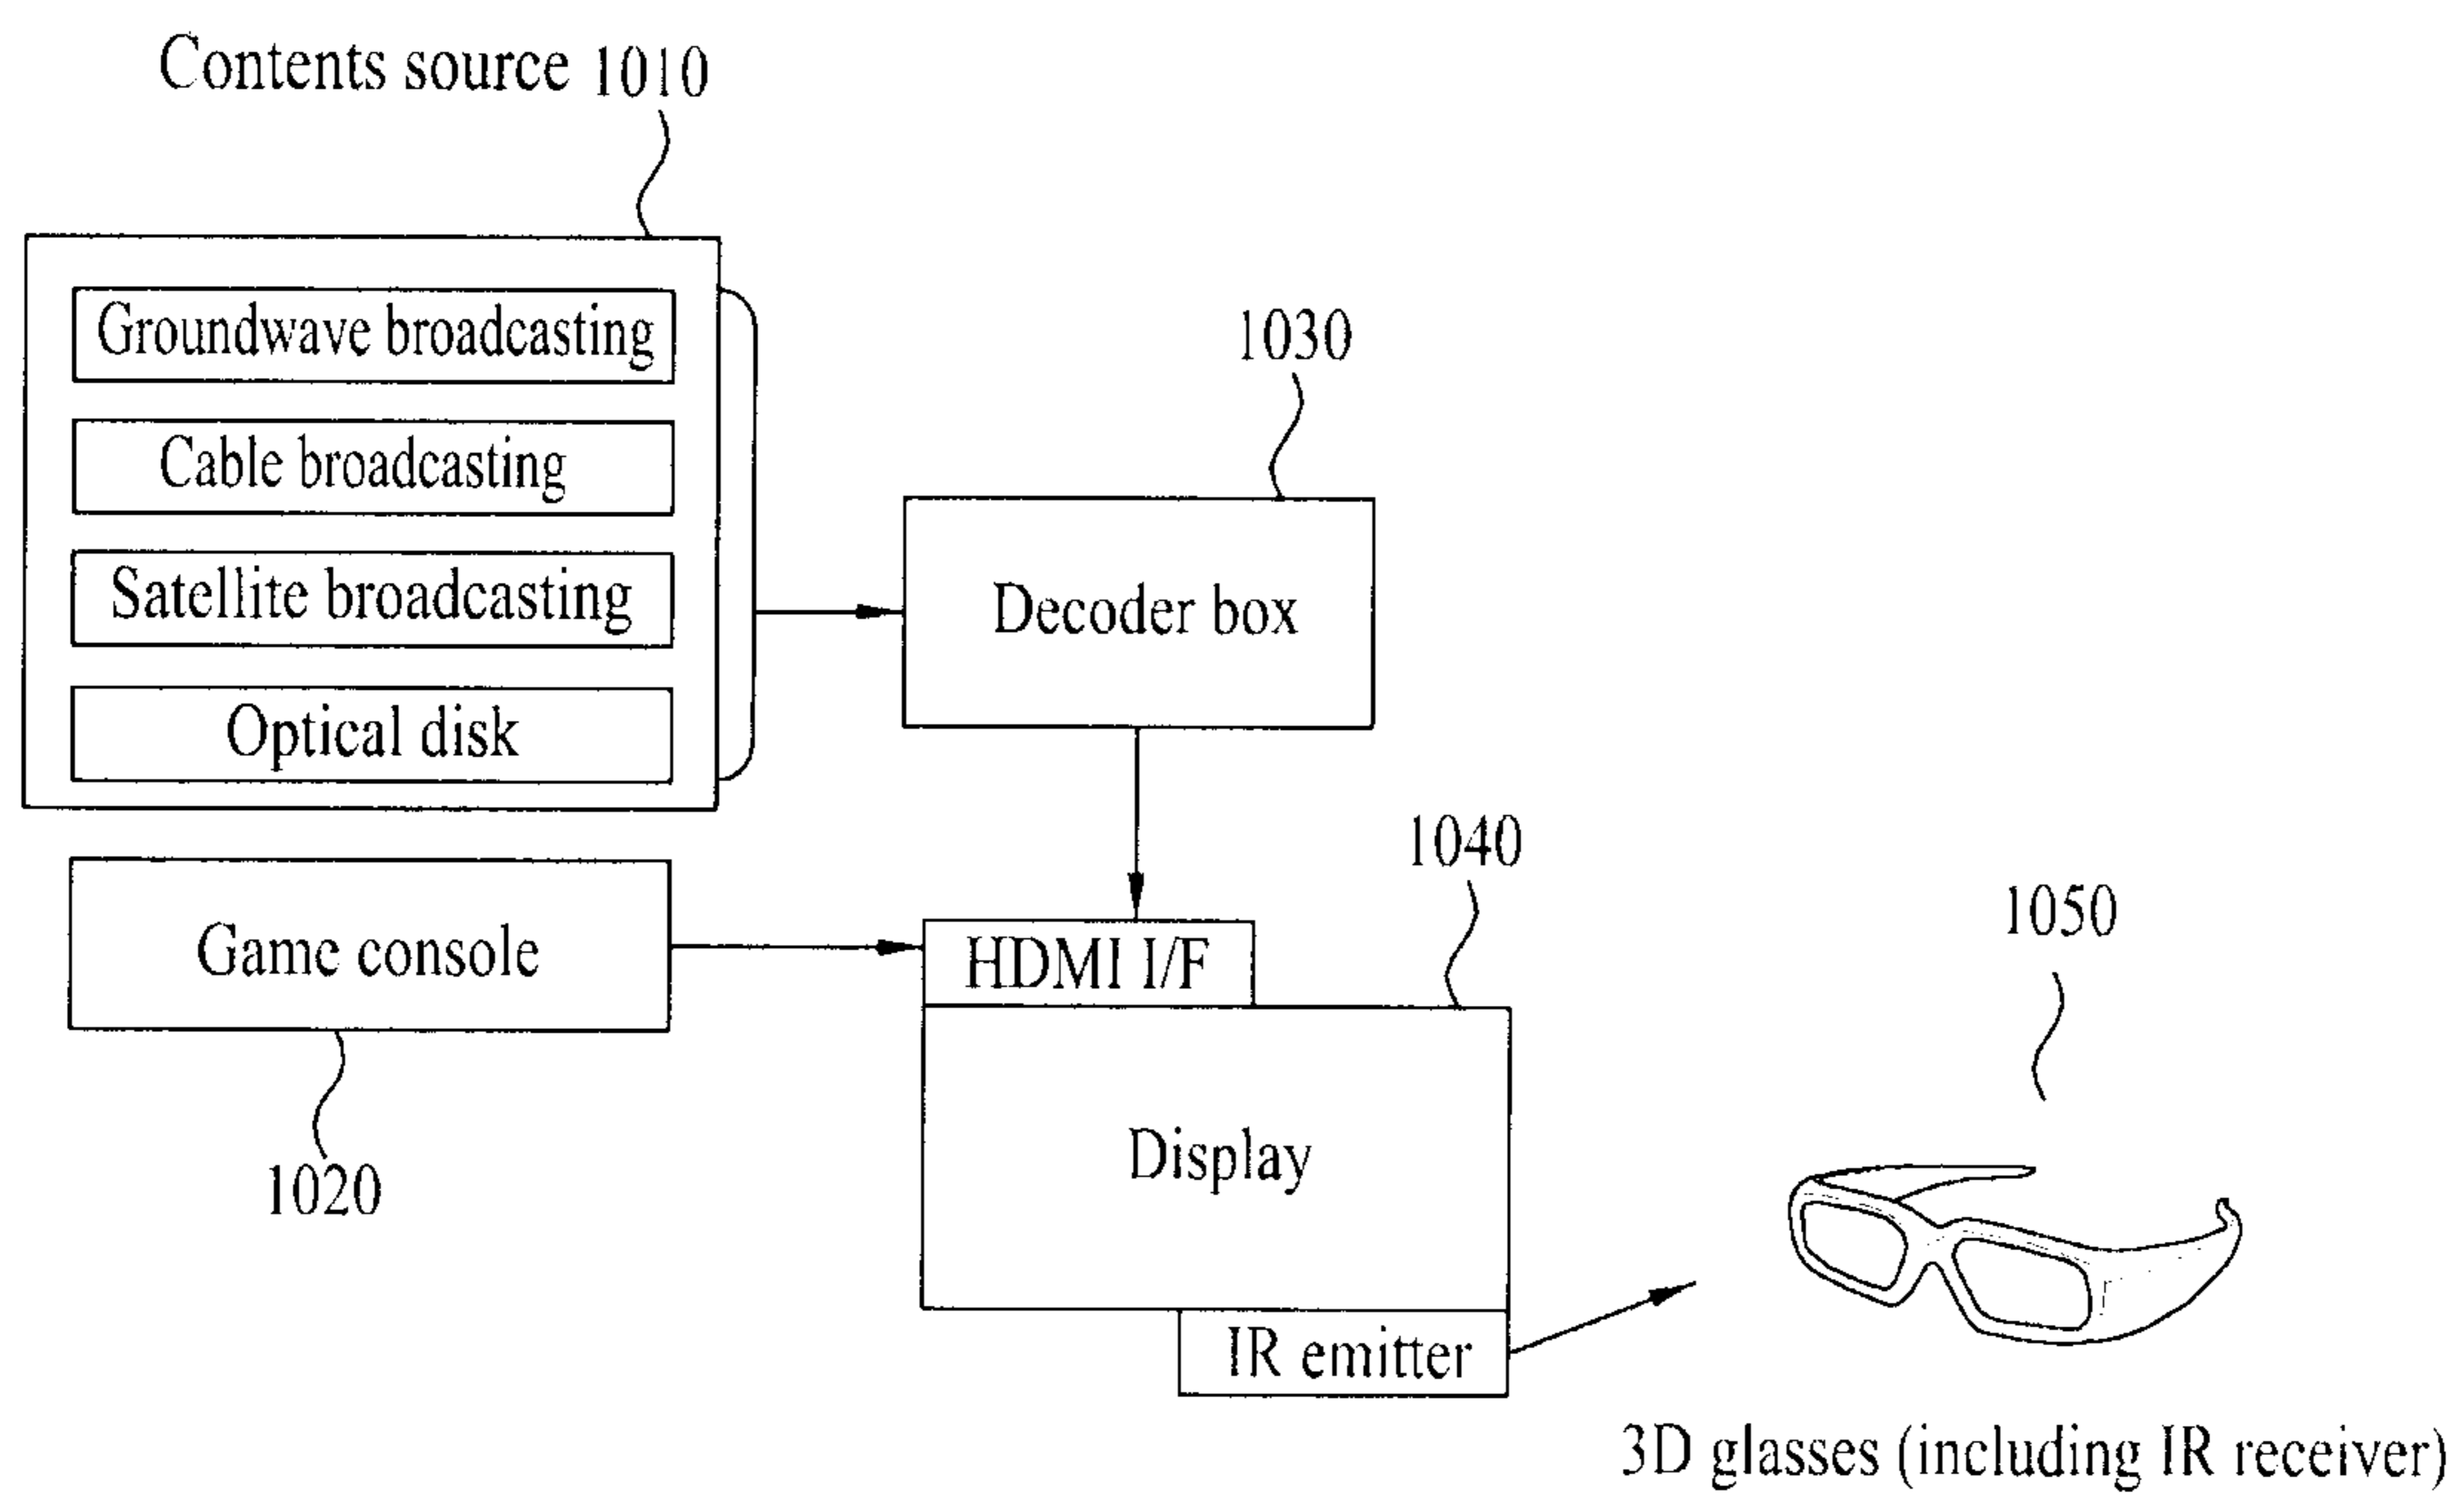 Contents source 1010
Groundwave broadcasting
Cable broadcasting
Satellite broadcasting
Optical disk
1030
Decoder box
Game console
1020
1040
HDMI I/F
Display
IR emitter
1050
3D glasses (including IR receiver)